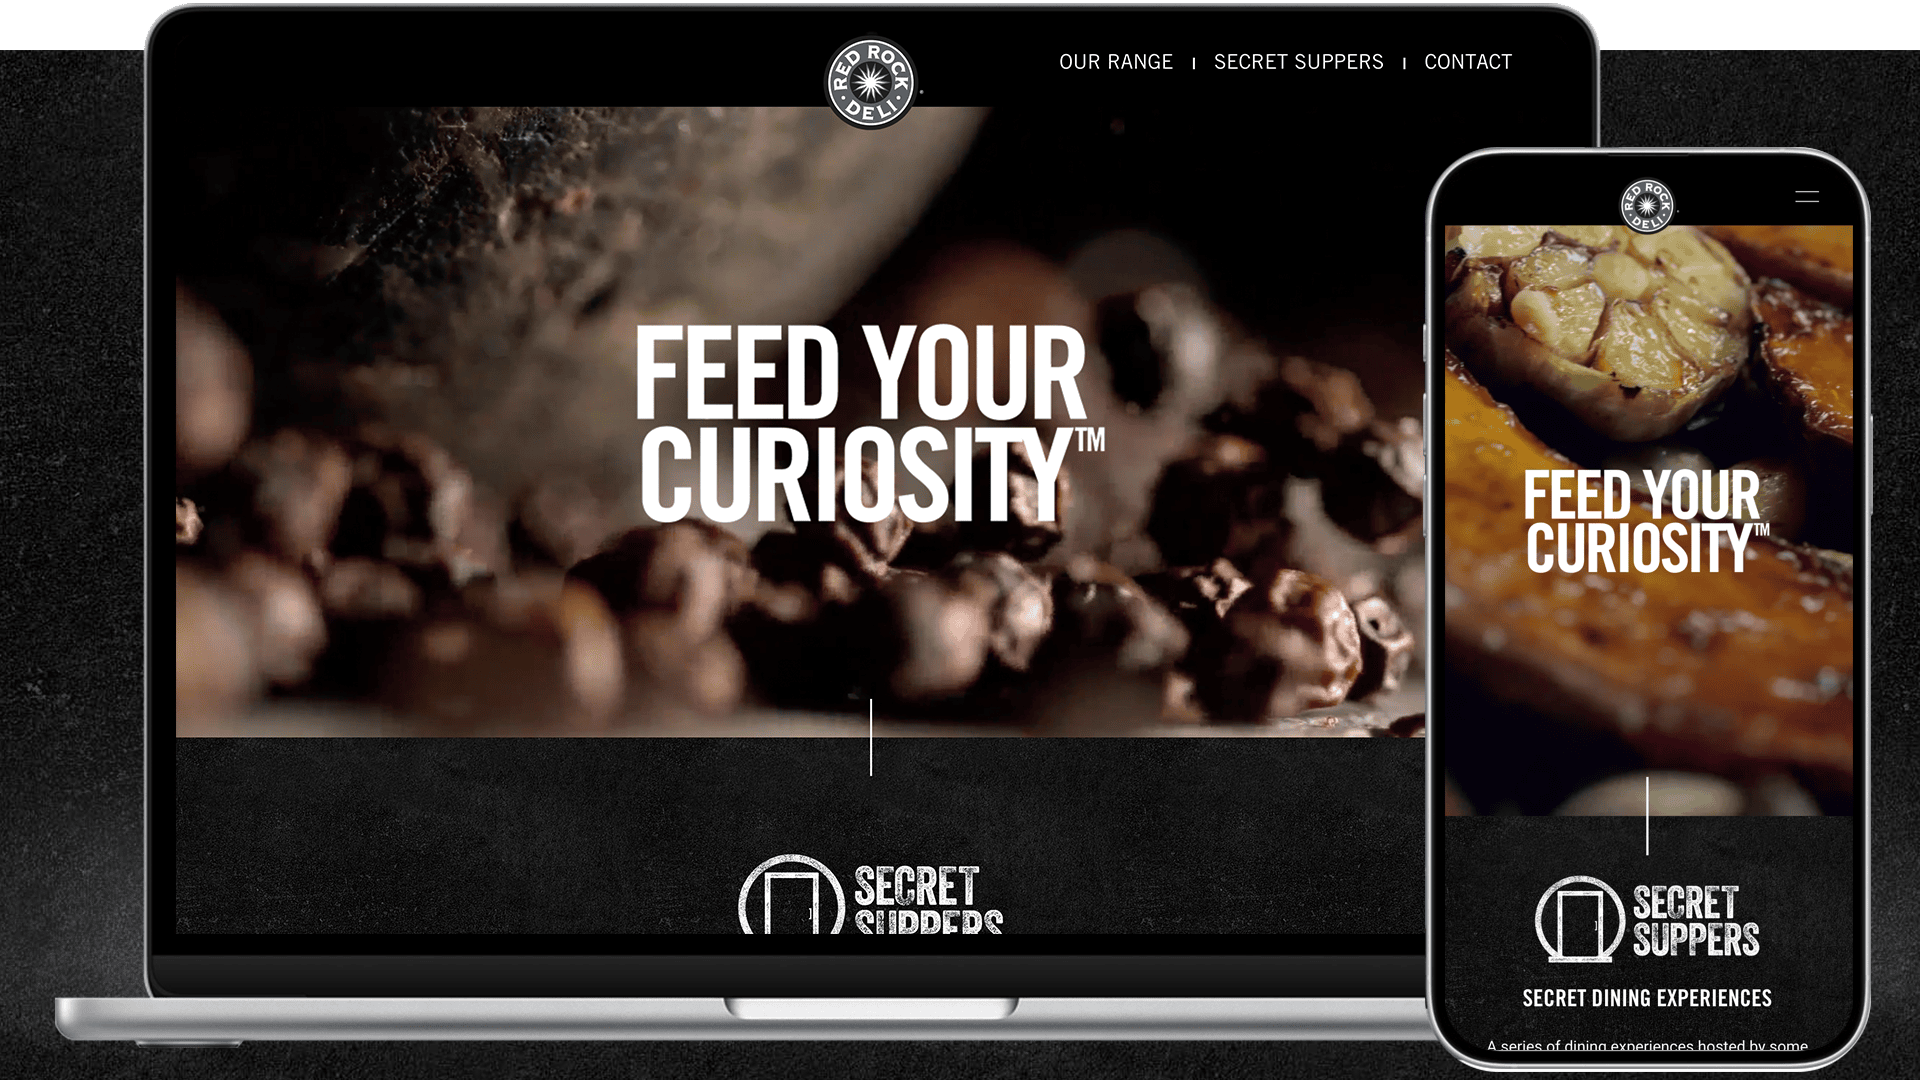 RED ROCK
DELI
OUR RANGE
SECRET SUPPERS
CONTACT
FEED YOUR
CURIOSITY™
SECRET
SUPPERS
RED ROCK
DELI
FEED YOUR
CURIOSITY™
SECRET
SUPPERS
SECRET DINING EXPERIENCES
A series of dining experiences hosted by some